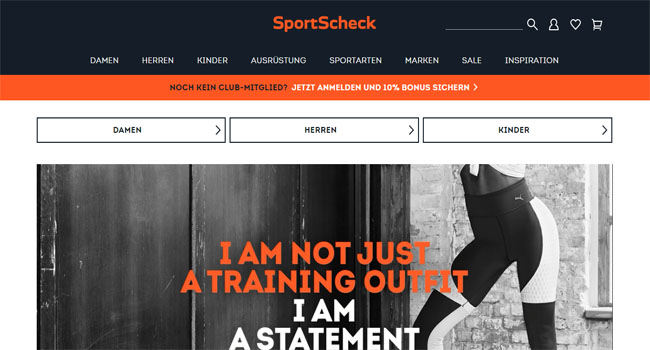 SportScheck
DAMEN HERREN KINDER AUSRÜSTUNG SPORTARTEN MARKEN SALE INSPIRATION
NOCH KEIN CLUB-MITGLIED? JETZT ANMELDEN UND 10% BONUS SICHERN
DAMEN HERREN KINDER
I AM NOT JUST
A TRAINING OUTFIT
I AM
A STATEMENT